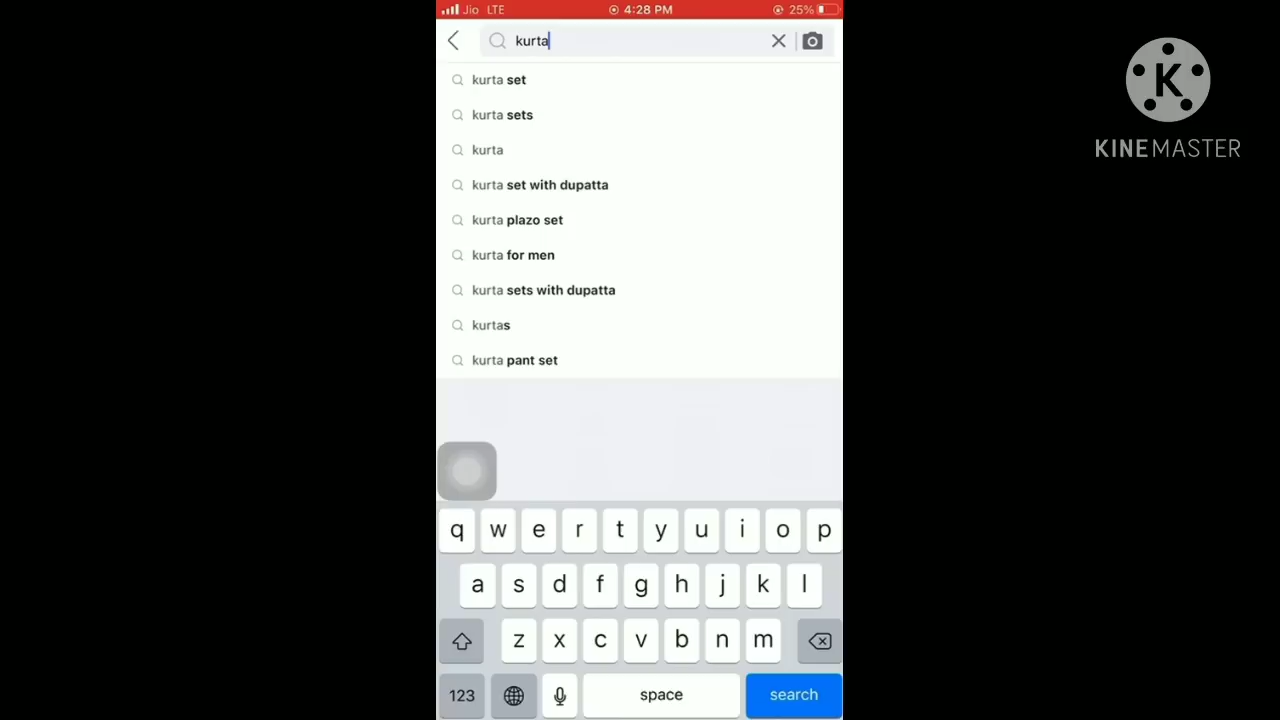 Jio LTE 4:28 PM 25%
kurta
kurta set
kurta sets
kurta
kurta set with dupatta
kurta plazo set
kurta for men
kurta sets with dupatta
kurtas
kurta pant set
q w e r t y u i o p
a s d f g h j k l
z x c v b n m
123 space search
K
KINEMASTER